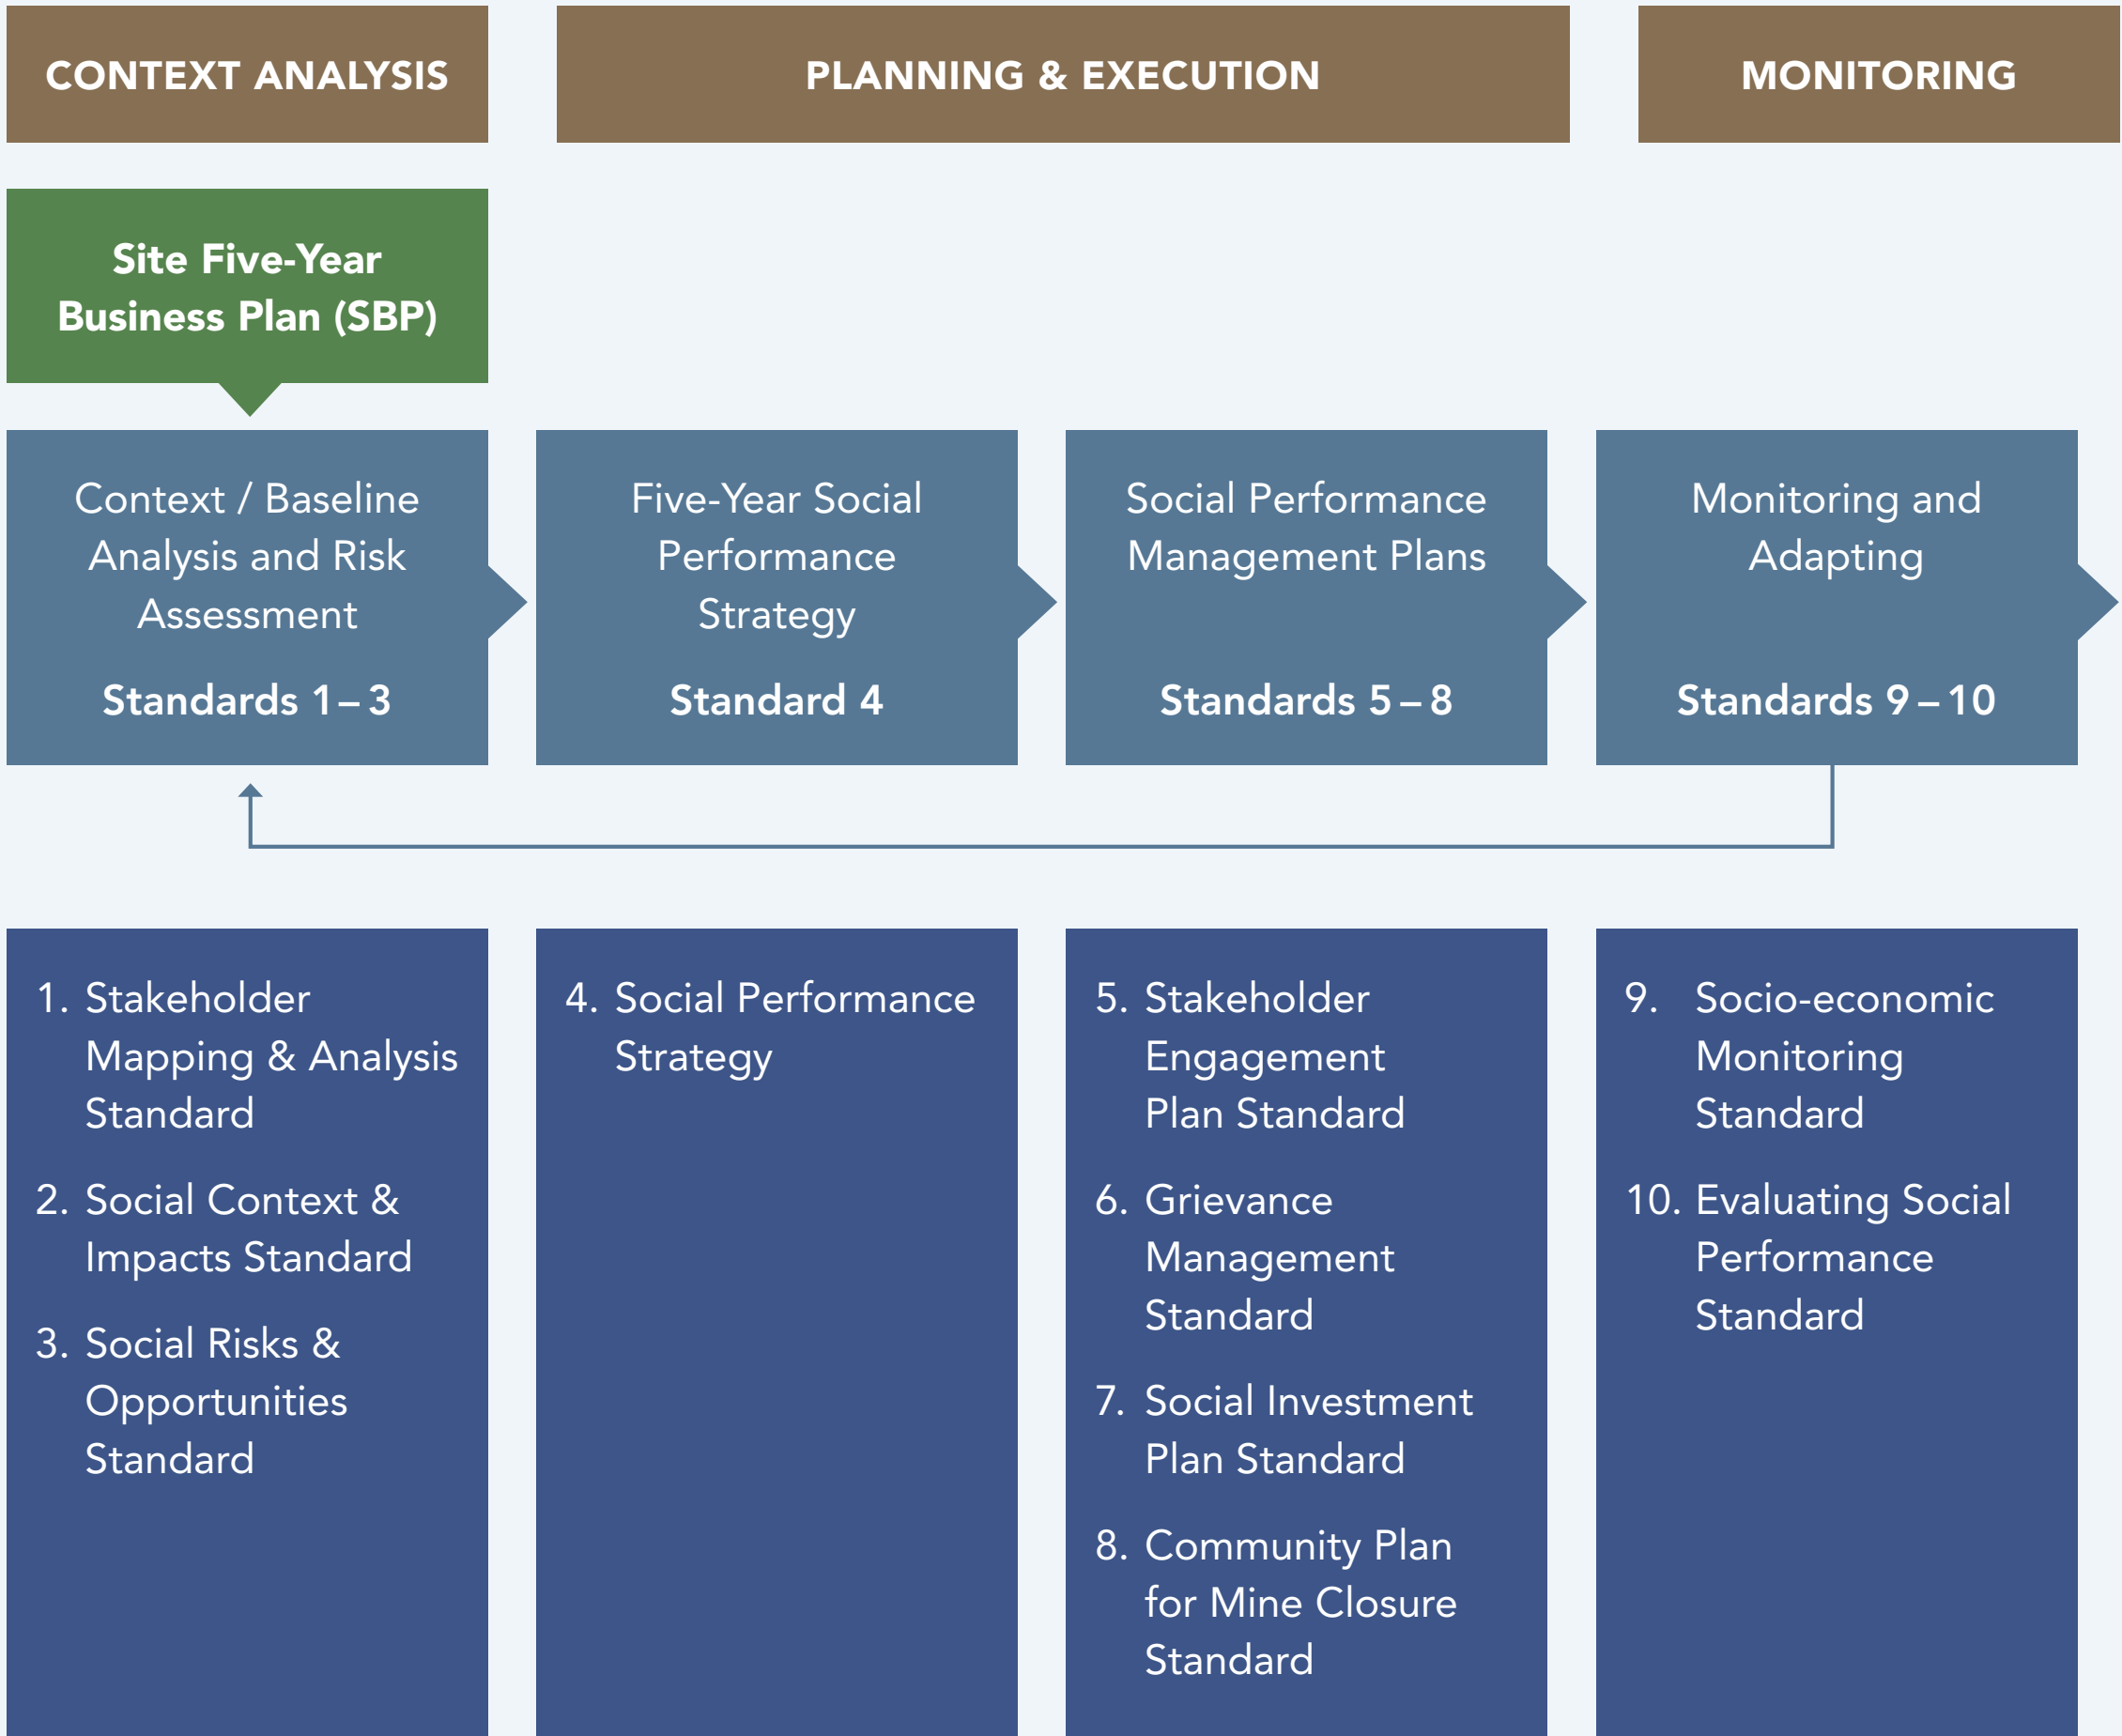 CONTEXT ANALYSIS
PLANNING & EXECUTION
MONITORING
Site Five-Year
Business Plan (SBP)
Context / Baseline
Analysis and Risk
Assessment
Standards 1 – 3
Five-Year Social
Performance
Strategy
Standard 4
Social Performance
Management Plans
Standards 5 – 8
Monitoring and
Adapting
Standards 9 – 10
1. Stakeholder
Mapping & Analysis
Standard
2. Social Context &
Impacts Standard
3. Social Risks &
Opportunities
Standard
4. Social Performance
Strategy
5. Stakeholder
Engagement
Plan Standard
6. Grievance
Management
Standard
7. Social Investment
Plan Standard
8. Community Plan
for Mine Closure
Standard
9. Socio-economic
Monitoring
Standard
10. Evaluating Social
Performance
Standard